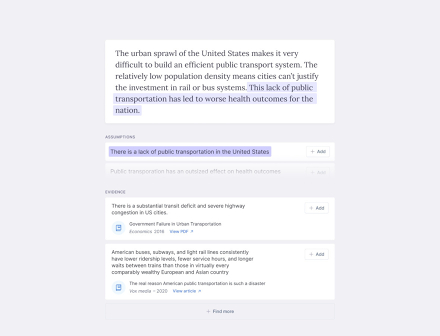 The urban sprawl of the United States makes it very
difficult to build an efficient public transport system. The
relatively low population density means cities can't justify
the investment in rail or bus systems. This lack of public
transportation has led to worse health outcomes for the
nation.
ASSUMPTIONS
There is a lack of public transportation in the United States
+ Add
Public transporation has an outsized effect on health outcomes
+ Add
EVIDENCE
There is a substantial transit deficit and severe highway
congestion in US cities.
+ Add
Government Failure in Urban Transportation
Economics 2018 View PDF ↗
American buses, subways, and light rail lines consistently
have lower ridership levels, fewer service hours, and longer
waits between trains than those in virtually every
comparably wealthy European and Asian country.
+ Add
The real reason American public transportation is such a disaster
Vox media – 2020 View article ↗
+ Find more